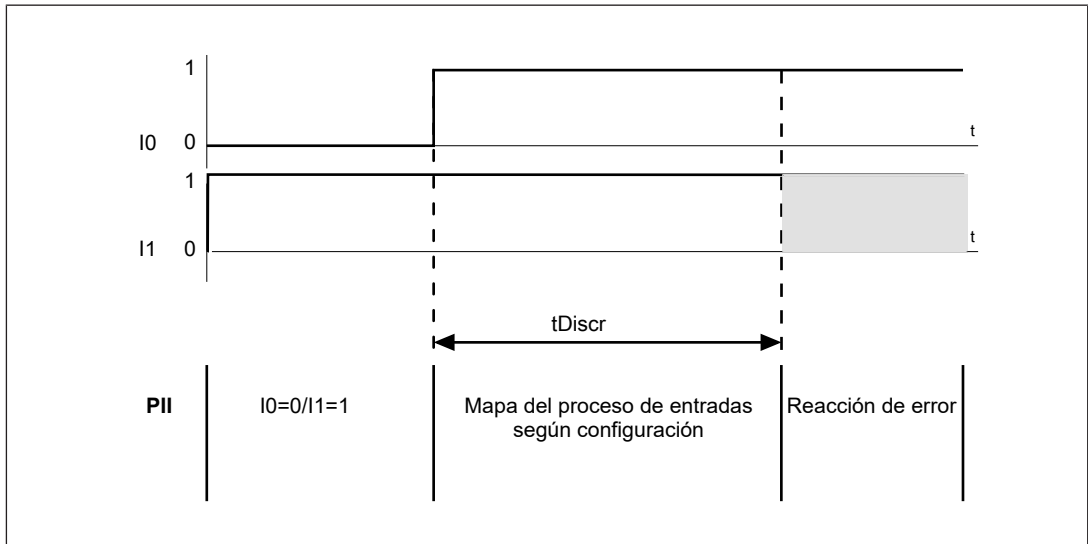 1
I0 0 t
1
I1 0 t
tDiscr
PII I0=0/I1=1 Mapa del proceso de entradas Reacción de error
según configuración